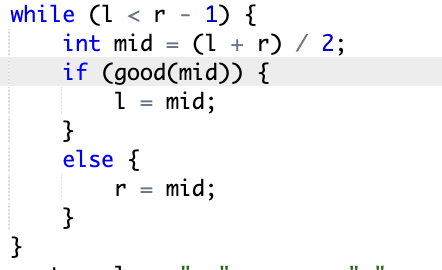 while (l < r - 1) {
    int mid = (l + r) / 2;
    if (good(mid)) {
        l = mid;
    }
    else {
        r = mid;
    }
}